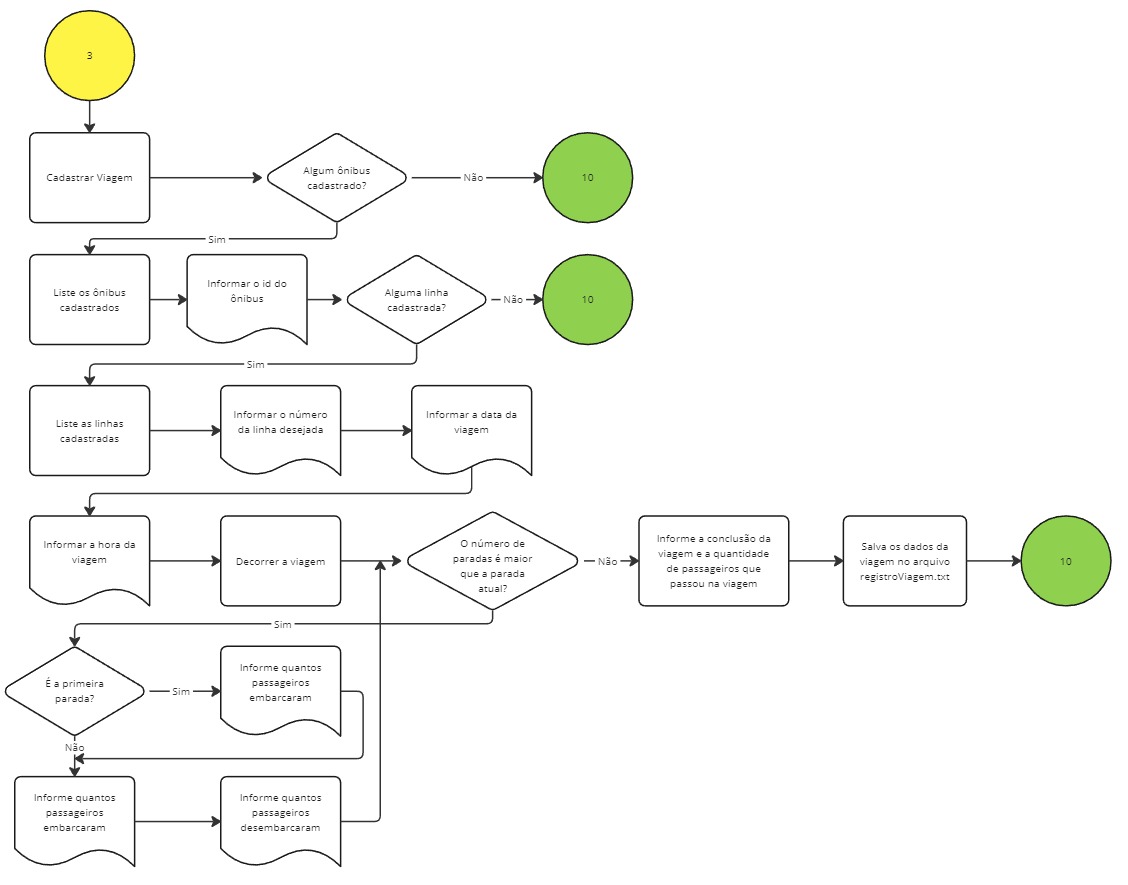 3
Cadastrar Viagem
Algum ônibus
cadastrado?
Não
10
Sim
Liste os ônibus
cadastrados
Informar o id do
ônibus
Alguma linha
cadastrada?
Não
10
Sim
Liste as linhas
cadastradas
Informar o número
da linha desejada
Informar a data da
viagem
Informar a hora da
viagem
Decorrer a viagem
O número de
paradas é maior
que a parada
atual?
Não
Informe a conclusão da
viagem e a quantidade
de passageiros que
passou na viagem
Salva os dados da
viagem no arquivo
registroViagem.txt
10
Sim
É a primeira
parada?
Sim
Informe quantos
passageiros
embarcaram
Não
Informe quantos
passageiros
embarcaram
Informe quantos
passageiros
desembarcaram